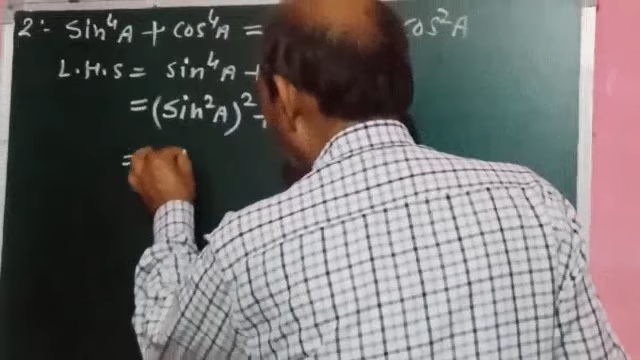 2:- sin⁴A + cos⁴A = cos²A
L.H.S = sin⁴A +
= (sin²A)² +
=